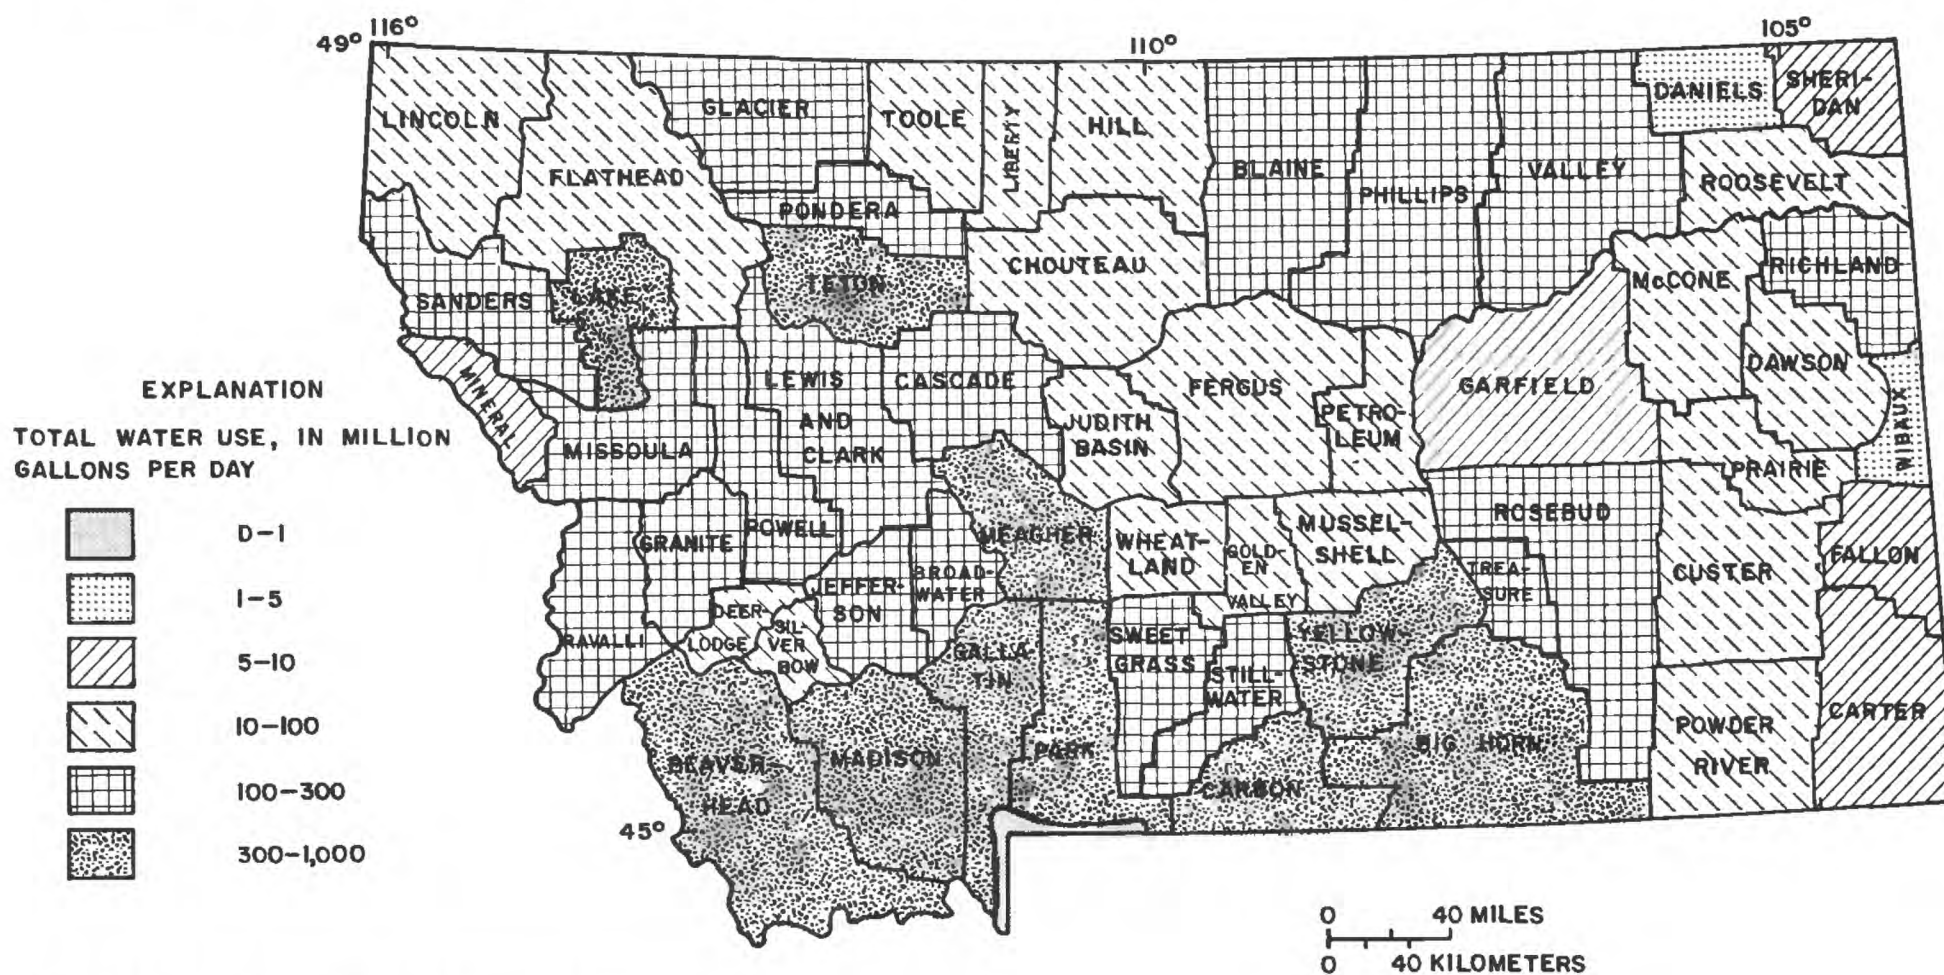 116°
49°
110°
105°
LINCOLN
FLATHEAD
GLACIER
TOOLE
LIBERTY
HILL
BLAINE
PHILLIPS
VALLEY
DANIELS
SHERI-
DAN
ROOSEVELT
PONDERA
SANDERS
LAKE
TETON
CHOUTEAU
McCONE
RICHLAND
MINERAL
MISSOULA
LEWIS
AND
CLARK
CASCADE
JUDITH
BASIN
FERGUS
PETRO-
LEUM
GARFIELD
DAWSON
WIBAUX
PRAIRIE
GRANITE
POWELL
MEAGHER
WHEAT-
LAND
GOLD-
EN
VALLEY
MUSSEL-
SHELL
ROSEBUD
TREA-
SURE
CUSTER
FALLON
RAVALLI
DEER-
LODGE
SIL-
VER
BOW
JEFFER-
SON
BROAD-
WATER
GALLA-
TIN
SWEET
GRASS
STILL-
WATER
YELLOW-
STONE
BEAVER-
HEAD
MADISON
PARK
CARBON
BIG HORN
POWDER
RIVER
CARTER
45°
EXPLANATION
TOTAL WATER USE, IN MILLION
GALLONS PER DAY
0-1
1-5
5-10
10-100
100-300
300-1,000
0 40 MILES
0 40 KILOMETERS